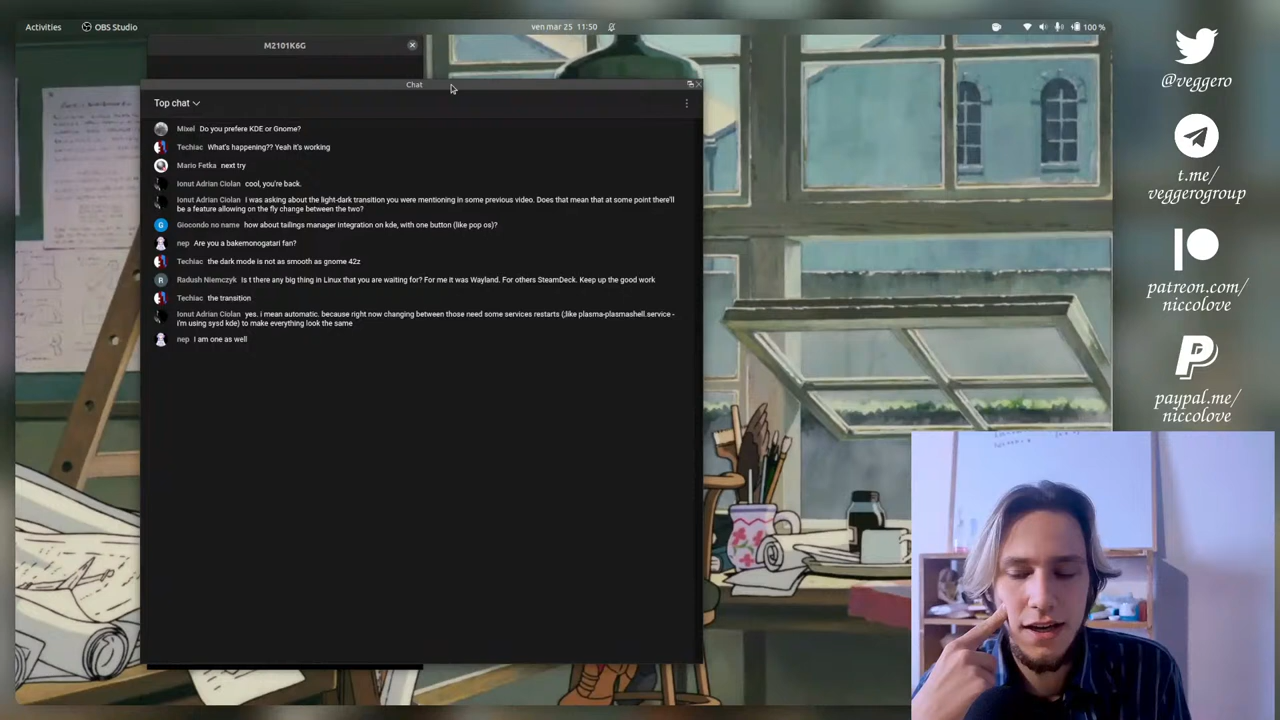 Activities
OBS Studio
ven mar 25 11:50
100 %
M2101K6G
Chat
Top chat
Mixel Do you prefere KDE or Gnome?
Techiac What's happening?? Yeah it's working
Mario Fetka next try
Ionut Adrian Ciolan cool, you're back.
Ionut Adrian Ciolan I was asking about the light-dark transition you were mentioning in some previous video. Does that mean that at some point there'll
be a feature allowing on the fly change between the two?
G
Giocondo no name how about tailings manager integration on kde, with one button (like pop os)?
nep Are you a bakemonogatari fan?
Techiac the dark mode is not as smooth as gnome 42z
R
Radush Niemczyk Is t there any big thing in Linux that you are waiting for? For me it was Wayland. For others SteamDeck. Keep up the good work
Techiac the transition
Ionut Adrian Ciolan yes. i mean automatic. because right now changing between those need some services restarts (;like plasma-plasmashell.service -
i'm using sysd kde) to make everything look the same
nep I am one as well
@veggero
t.me/
veggerogroup
patreon.com/
niccolove
paypal.me/
niccolove